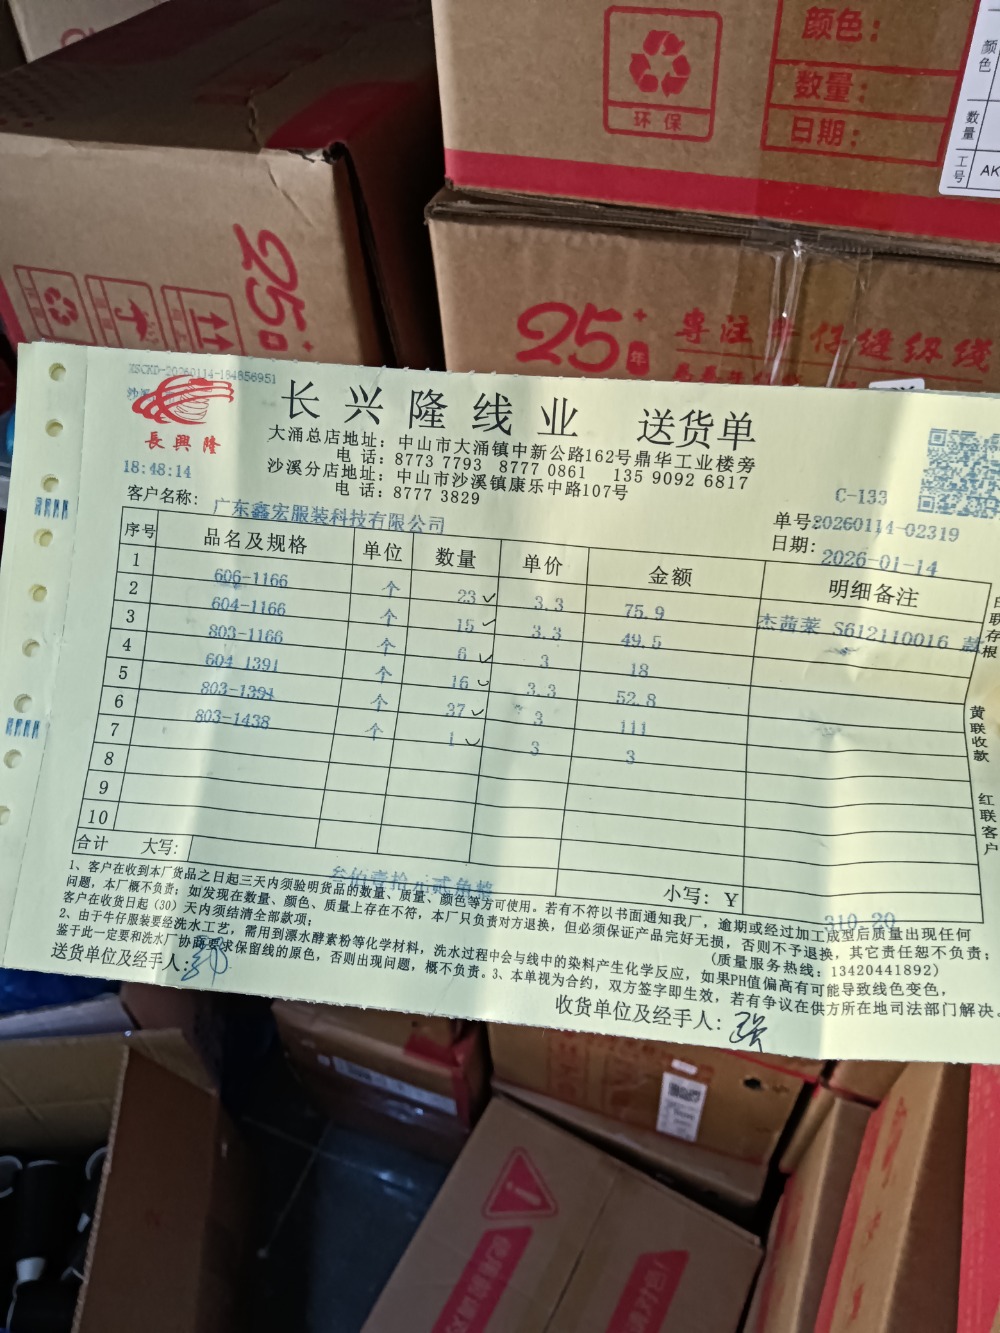 颜色:
数量:
日期:
环保
颜色
数量
工号
AK
25+
25+年
专注牛仔缝纫线
XSCKD-20260114-184856951
長興隆
长兴隆线业 送货单
大涌总店地址: 中山市大涌镇中新公路162号鼎华工业楼旁
电话: 8773 7793 8777 0861 135 9092 6817
沙溪分店地址: 中山市沙溪镇康乐中路107号
电话: 8777 3829
18:48:14
C-133
客户名称: 广东鑫宏服装科技有限公司
单号: 20260114-02319
日期: 2026-01-14
序号 品名及规格 单位 数量 单价 金额 明细备注
1 606-1166 个 23 3.3 75.9 杰茜莱 S612110016 款
2 604-1166 个 15 3.3 49.5
3 803-1166 个 6 3 18
4 604 1391 个 16 3.3 52.8
5 803-1391 个 37 3 111
6 803-1438 个 1 3 3
7
8
9
10
合计 大写: 叁佰壹拾元贰角整 小写: ¥ 310.20
白联存根
黄联收款
红联客户
1、客户在收到本厂货品之日起三天内须验明货品的数量、质量、颜色等方可使用。若有不符以书面通知我厂，逾期或经过加工成型后质量出现任何
问题，本厂概不负责；如发现在数量、颜色、质量上存在不符，本厂只负责对方退换，但必须保证产品完好无损，否则不予退换，其它责任恕不负责；
客户在收货日起（30）天内须结清全部款项；
(质量服务热线: 13420441892)
2、由于牛仔服装要经洗水工艺，需用到漂水酵素粉等化学材料，洗水过程中会与线中的染料产生化学反应，如果PH值偏高有可能导致线色变色，
鉴于此一定要和洗水厂协商要求保留线的原色，否则出现问题，概不负责。3、本单视为合约，双方签字即生效，若有争议在供方所在地司法部门解决。
送货单位及经手人:
收货单位及经手人: 强